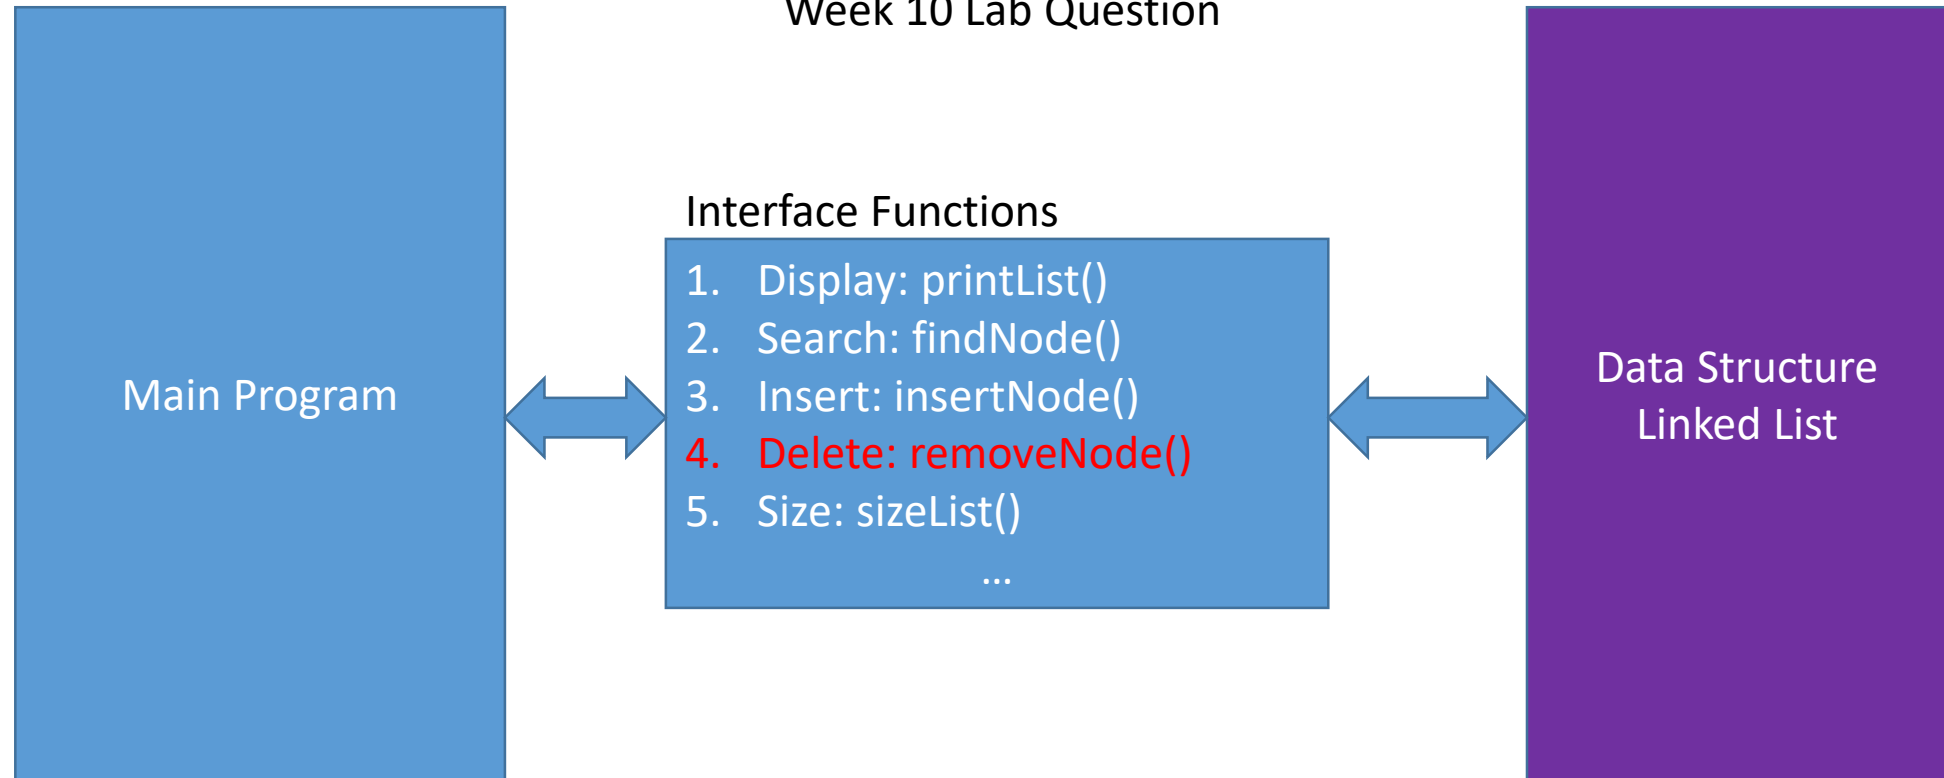 Week 10 Lab Question
Interface Functions
1. Display: printList()
2. Search: findNode()
3. Insert: insertNode()
4. Delete: removeNode()
5. Size: sizeList()
...
Main Program
Data Structure
Linked List